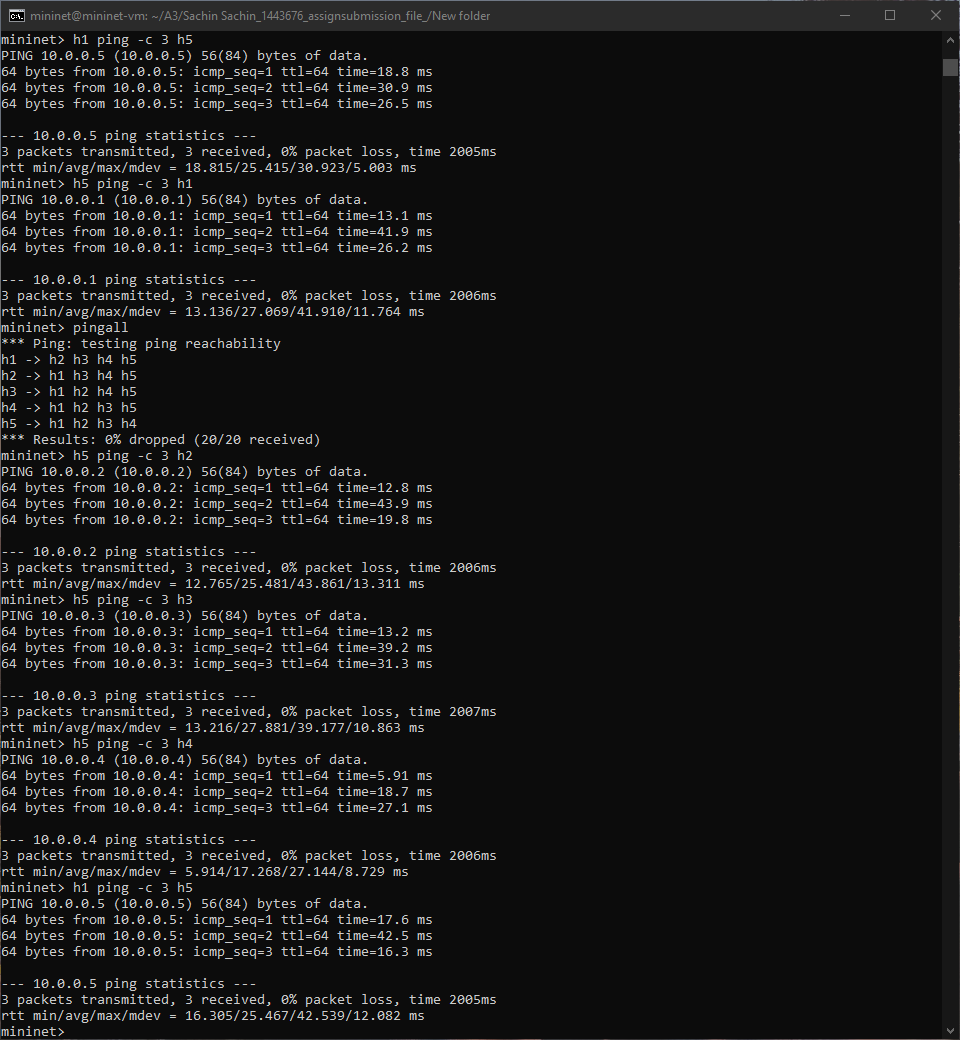 mininet@mininet-vm: ~/A3/Sachin Sachin_1443676_assignsubmission_file_/New folder
mininet> h1 ping -c 3 h5
PING 10.0.0.5 (10.0.0.5) 56(84) bytes of data.
64 bytes from 10.0.0.5: icmp_seq=1 ttl=64 time=18.8 ms
64 bytes from 10.0.0.5: icmp_seq=2 ttl=64 time=30.9 ms
64 bytes from 10.0.0.5: icmp_seq=3 ttl=64 time=26.5 ms
--- 10.0.0.5 ping statistics ---
3 packets transmitted, 3 received, 0% packet loss, time 2005ms
rtt min/avg/max/mdev = 18.815/25.415/30.923/5.003 ms
mininet> h5 ping -c 3 h1
PING 10.0.0.1 (10.0.0.1) 56(84) bytes of data.
64 bytes from 10.0.0.1: icmp_seq=1 ttl=64 time=13.1 ms
64 bytes from 10.0.0.1: icmp_seq=2 ttl=64 time=41.9 ms
64 bytes from 10.0.0.1: icmp_seq=3 ttl=64 time=26.2 ms
--- 10.0.0.1 ping statistics ---
3 packets transmitted, 3 received, 0% packet loss, time 2006ms
rtt min/avg/max/mdev = 13.136/27.069/41.910/11.764 ms
mininet> pingall
*** Ping: testing ping reachability
h1 -> h2 h3 h4 h5
h2 -> h1 h3 h4 h5
h3 -> h1 h2 h4 h5
h4 -> h1 h2 h3 h5
h5 -> h1 h2 h3 h4
*** Results: 0% dropped (20/20 received)
mininet> h5 ping -c 3 h2
PING 10.0.0.2 (10.0.0.2) 56(84) bytes of data.
64 bytes from 10.0.0.2: icmp_seq=1 ttl=64 time=12.8 ms
64 bytes from 10.0.0.2: icmp_seq=2 ttl=64 time=43.9 ms
64 bytes from 10.0.0.2: icmp_seq=3 ttl=64 time=19.8 ms
--- 10.0.0.2 ping statistics ---
3 packets transmitted, 3 received, 0% packet loss, time 2006ms
rtt min/avg/max/mdev = 12.765/25.481/43.861/13.311 ms
mininet> h5 ping -c 3 h3
PING 10.0.0.3 (10.0.0.3) 56(84) bytes of data.
64 bytes from 10.0.0.3: icmp_seq=1 ttl=64 time=13.2 ms
64 bytes from 10.0.0.3: icmp_seq=2 ttl=64 time=39.2 ms
64 bytes from 10.0.0.3: icmp_seq=3 ttl=64 time=31.3 ms
--- 10.0.0.3 ping statistics ---
3 packets transmitted, 3 received, 0% packet loss, time 2007ms
rtt min/avg/max/mdev = 13.216/27.881/39.177/10.863 ms
mininet> h5 ping -c 3 h4
PING 10.0.0.4 (10.0.0.4) 56(84) bytes of data.
64 bytes from 10.0.0.4: icmp_seq=1 ttl=64 time=5.91 ms
64 bytes from 10.0.0.4: icmp_seq=2 ttl=64 time=18.7 ms
64 bytes from 10.0.0.4: icmp_seq=3 ttl=64 time=27.1 ms
--- 10.0.0.4 ping statistics ---
3 packets transmitted, 3 received, 0% packet loss, time 2006ms
rtt min/avg/max/mdev = 5.914/17.268/27.144/8.729 ms
mininet> h1 ping -c 3 h5
PING 10.0.0.5 (10.0.0.5) 56(84) bytes of data.
64 bytes from 10.0.0.5: icmp_seq=1 ttl=64 time=17.6 ms
64 bytes from 10.0.0.5: icmp_seq=2 ttl=64 time=42.5 ms
64 bytes from 10.0.0.5: icmp_seq=3 ttl=64 time=16.3 ms
--- 10.0.0.5 ping statistics ---
3 packets transmitted, 3 received, 0% packet loss, time 2005ms
rtt min/avg/max/mdev = 16.305/25.467/42.539/12.082 ms
mininet>